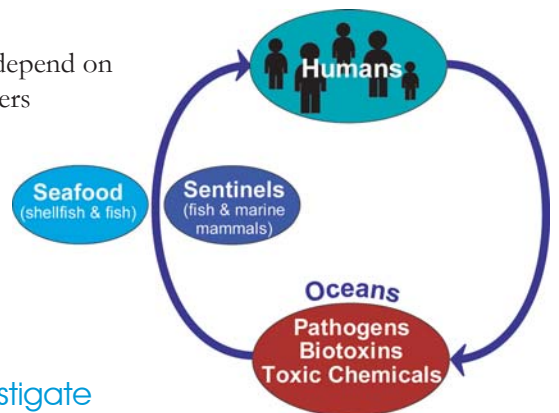 depend on
ers
Humans
Seafood
(shellfish & fish)
Sentinels
(fish & marine
mammals)
Oceans
Pathogens
Biotoxins
Toxic Chemicals
stigate